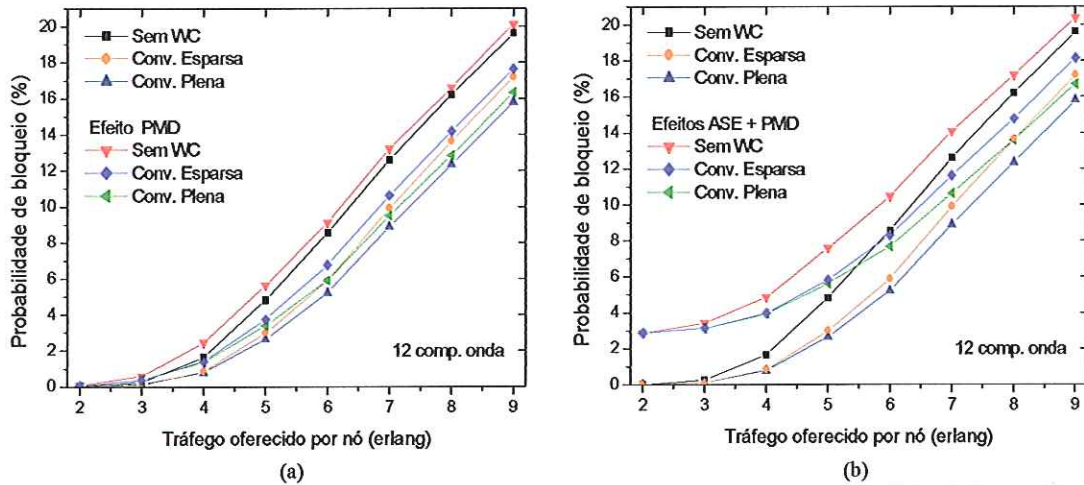 Probabilidade de bloqueio (%)
20
18
16
14
12
10
8
6
4
2
0
Sem WC
Conv. Esparsa
Conv. Plena
Efeito PMD
Sem WC
Conv. Esparsa
Conv. Plena
12 comp. onda
2 3 4 5 6 7 8 9
Tráfego oferecido por nó (erlang)
(a)
Probabilidade de bloqueio (%)
20
18
16
14
12
10
8
6
4
2
0
Sem WC
Conv. Esparsa
Conv. Plena
Efeitos ASE + PMD
Sem WC
Conv. Esparsa
Conv. Plena
12 comp. onda
2 3 4 5 6 7 8 9
Tráfego oferecido por nó (erlang)
(b)